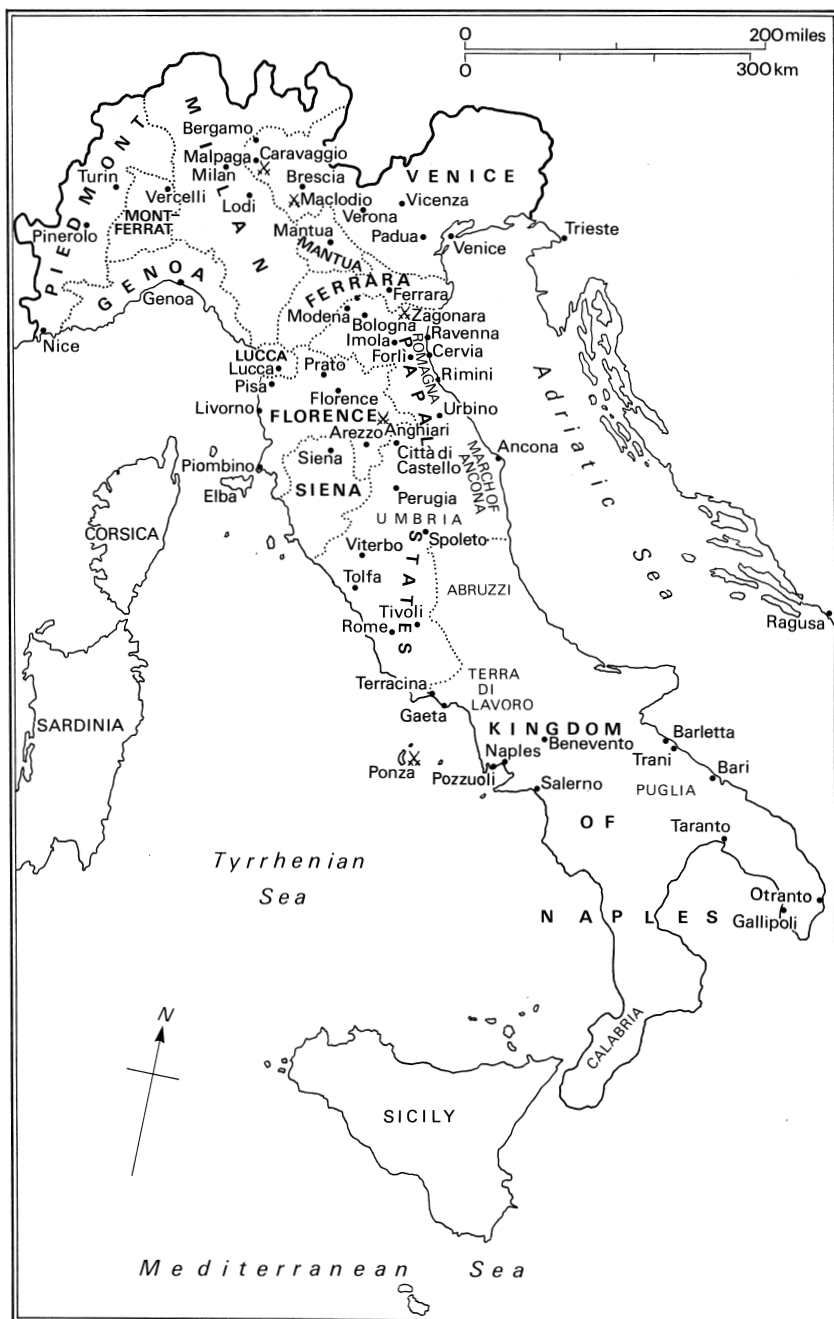 0 200 miles
0 300 km
PIEDMONT
MILAN
Bergamo
Malpaga
Caravaggio
Milan
Turin
Vercelli
Brescia
VENICE
MONT-
FERRAT
Lodi
Maclodio
Vicenza
Verona
Pinerolo
Mantua
MANTUA
Padua
Venice
Trieste
GENOA
Genoa
FERRARA
Ferrara
Modena
Bologna
Zagonara
Nice
Imola
Ravenna
LUCCA
Forlì
ROMAGNA
Cervia
Lucca
Prato
PAPAL
Rimini
Pisa
Florence
Livorno
FLORENCE
Urbino
Adriatic
Sea
Arezzo
Anghiari
Siena
Città di
Castello
Ancona
MARCH OF
ANCONA
Piombino
Elba
SIENA
Perugia
CORSICA
UMBRIA
Spoleto
Viterbo
STATES
Tolfa
ABRUZZI
Tivoli
Rome
Ragusa
Terracina
TERRA
DI
LAVORO
Gaeta
SARDINIA
KINGDOM
Barletta
Naples
Benevento
Trani
Ponza
Pozzuoli
Bari
Salerno
PUGLIA
OF
Taranto
Tyrrhenian
Sea
Otranto
NAPLES
Gallipoli
N
CALABRIA
SICILY
Mediterranean Sea